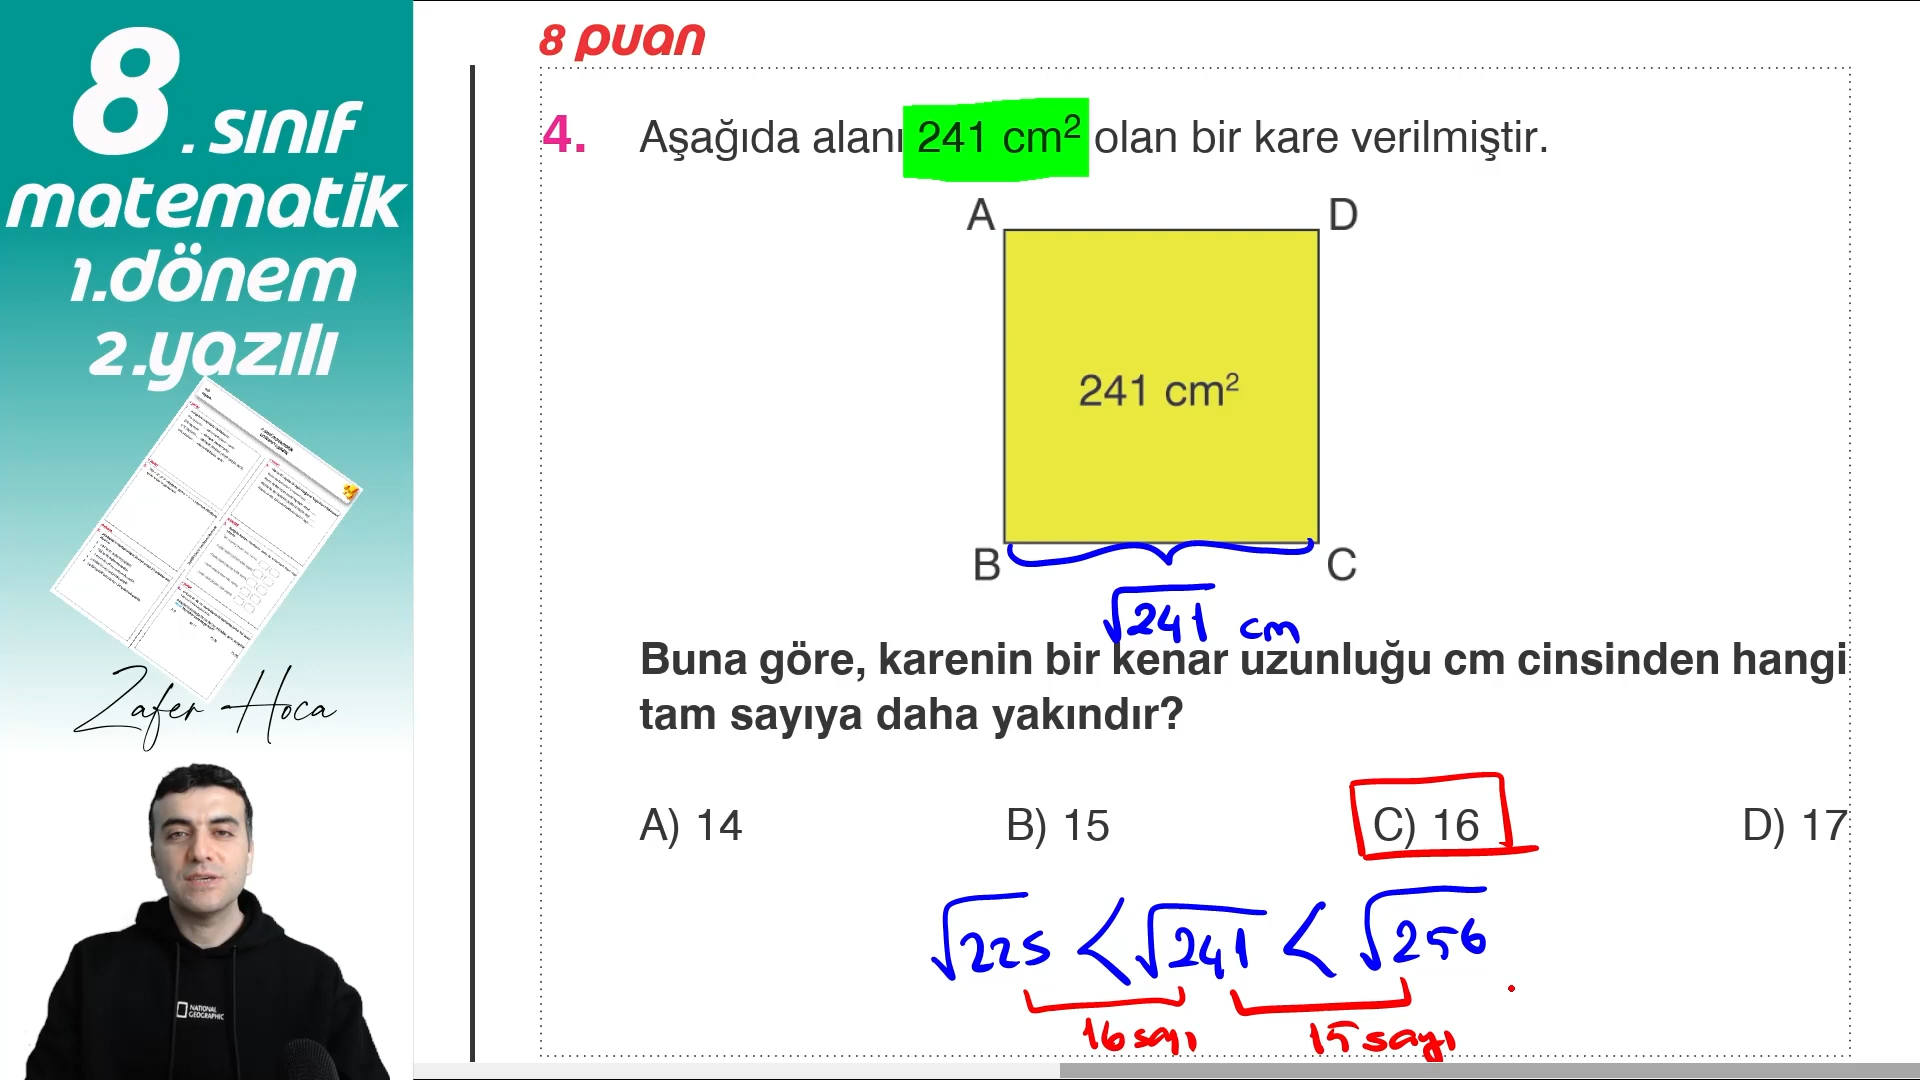 8.sınıf
matematik
1.dönem
2.yazılı
Zafer Hoca
NATIONAL
GEOGRAPHIC
8 puan
4. Aşağıda alanı 241 cm² olan bir kare verilmiştir.
A D
241 cm²
B C
√241 cm
Buna göre, karenin bir kenar uzunluğu cm cinsinden hangi
tam sayıya daha yakındır?
A) 14 B) 15 C) 16 D) 17
√225 < √241 < √256
16 sayı 15 sayı